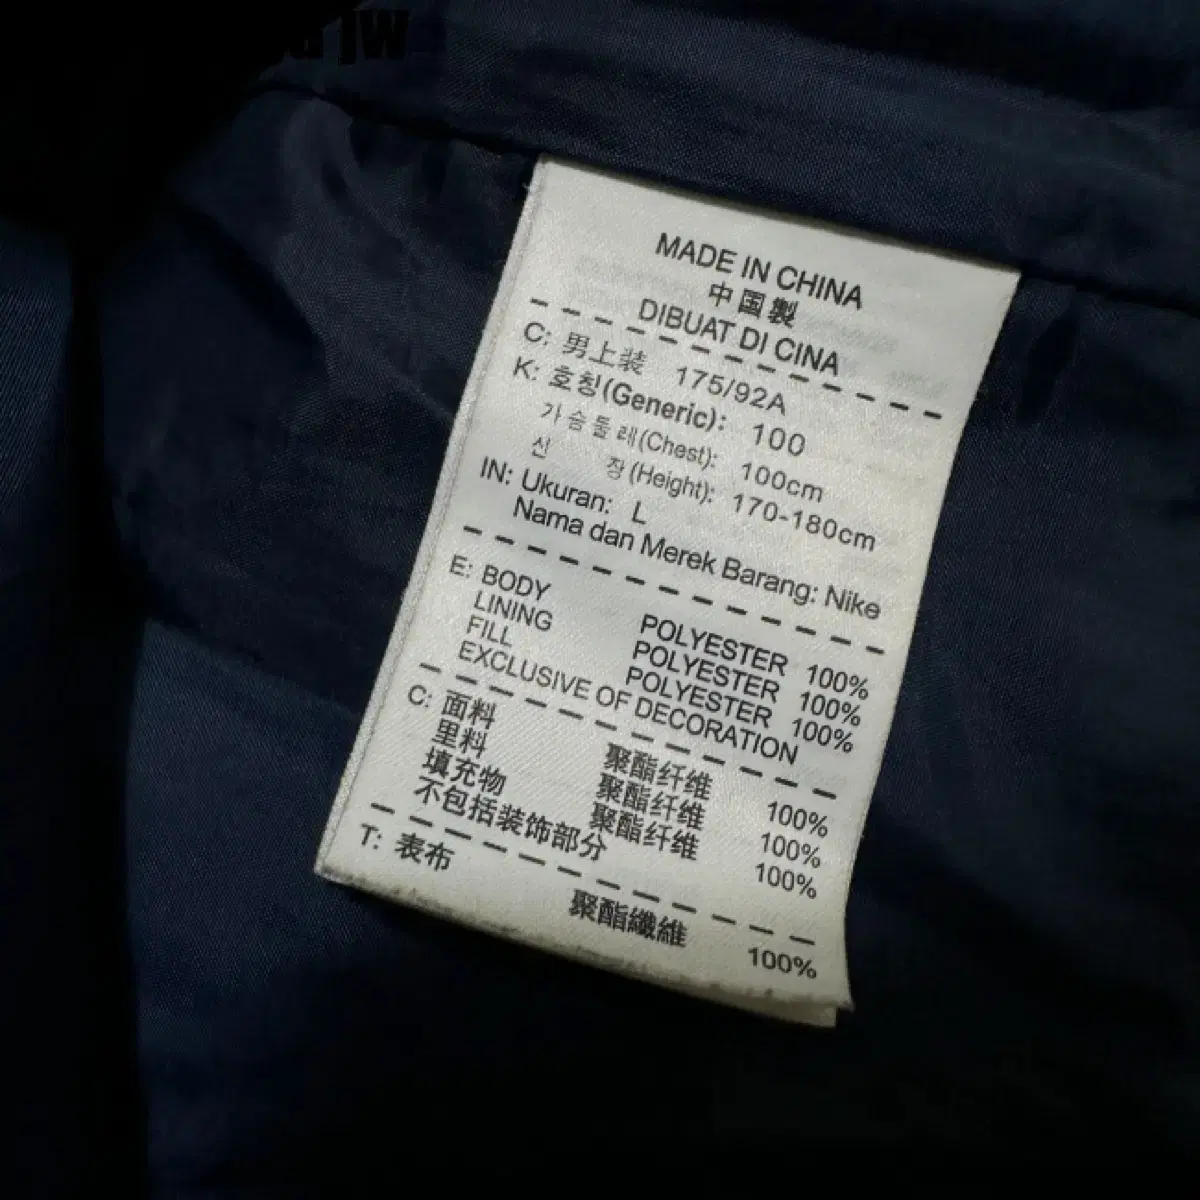 MADE IN CHINA
中国製
DIBUAT DI CINA
C: 男上装 175/92A
K: 호칭(Generic): 100
가슴둘레(Chest): 100cm
신 장(Height): 170-180cm
IN: Ukuran: L
Nama dan Merek Barang: Nike
E: BODY POLYESTER 100%
LINING POLYESTER 100%
FILL POLYESTER 100%
EXCLUSIVE OF DECORATION
C: 面料 聚酯纤维 100%
里料 聚酯纤维 100%
填充物 聚酯纤维 100%
不包括装饰部分
T: 表布 聚酯纖維 100%